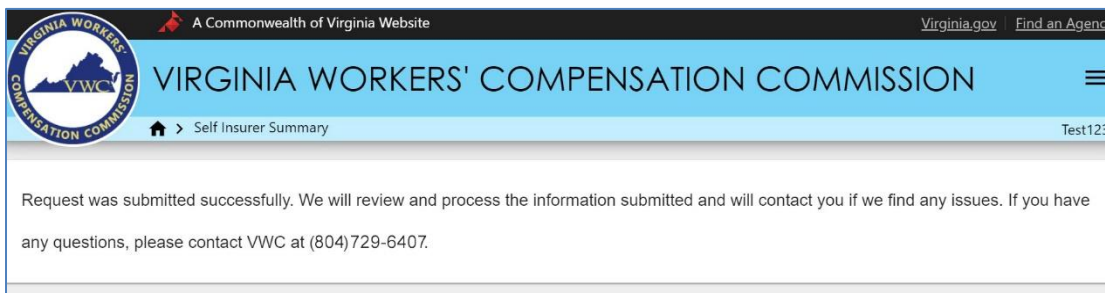 A Commonwealth of Virginia Website
Virginia.gov | Find an Agenc
VIRGINIA WORKERS' COMPENSATION COMMISSION
VIRGINIA WORKERS' COMPENSATION COMMISSION
VWC
Self Insurer Summary
Test123
Request was submitted successfully. We will review and process the information submitted and will contact you if we find any issues. If you have
any questions, please contact VWC at (804)729-6407.